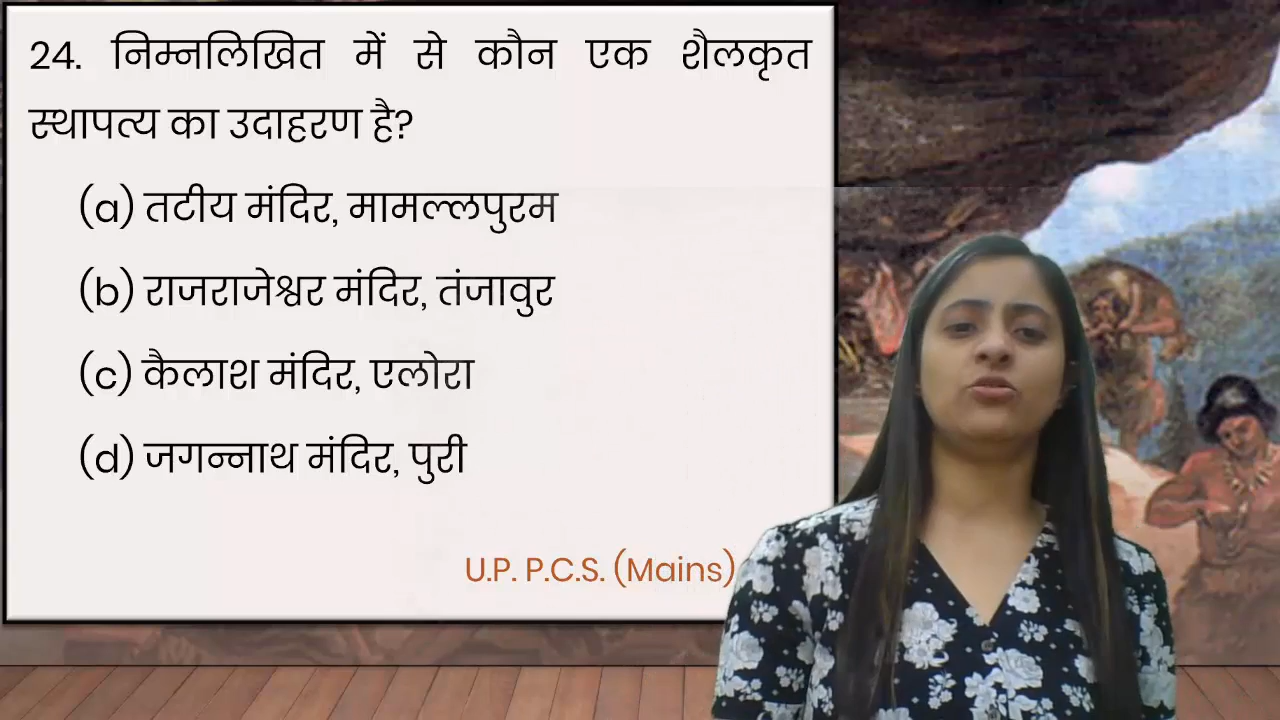 24. निम्नलिखित में से कौन एक शैलकृत
स्थापत्य का उदाहरण है?
(a) तटीय मंदिर, मामल्लपुरम
(b) राजराजेश्वर मंदिर, तंजावुर
(c) कैलाश मंदिर, एलोरा
(d) जगन्नाथ मंदिर, पुरी
U.P. P.C.S. (Mains)